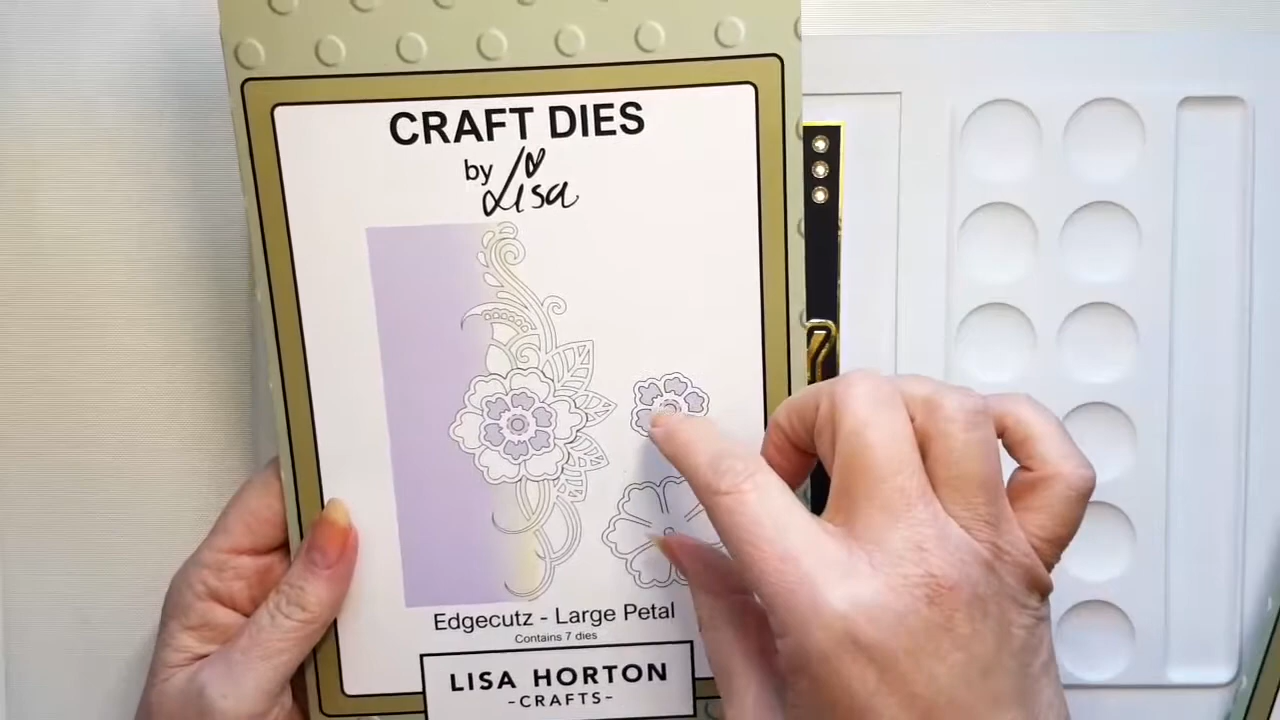 CRAFT DIES
by Lisa
Edgecutz - Large Petal
Contains 7 dies
LISA HORTON
-CRAFTS-